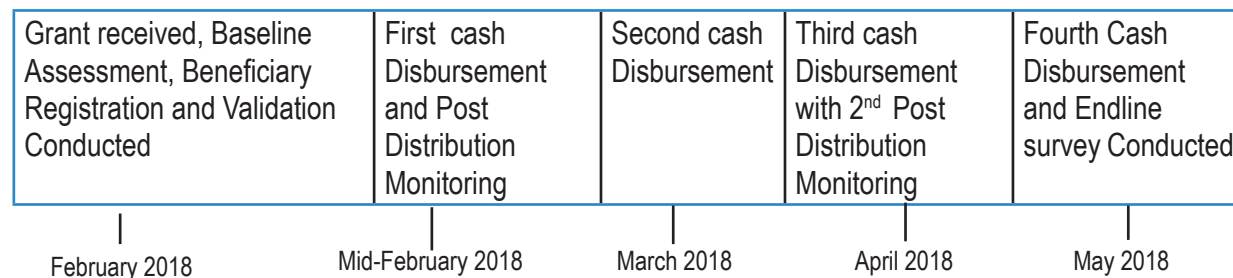 Grant received, Baseline
Assessment, Beneficiary
Registration and Validation
Conducted
First cash
Disbursement
and Post
Distribution
Monitoring
Second cash
Disbursement
Third cash
Disbursement
with 2nd Post
Distribution
Monitoring
Fourth Cash
Disbursement
and Endline
survey Conducted
February 2018
Mid-February 2018
March 2018
April 2018
May 2018